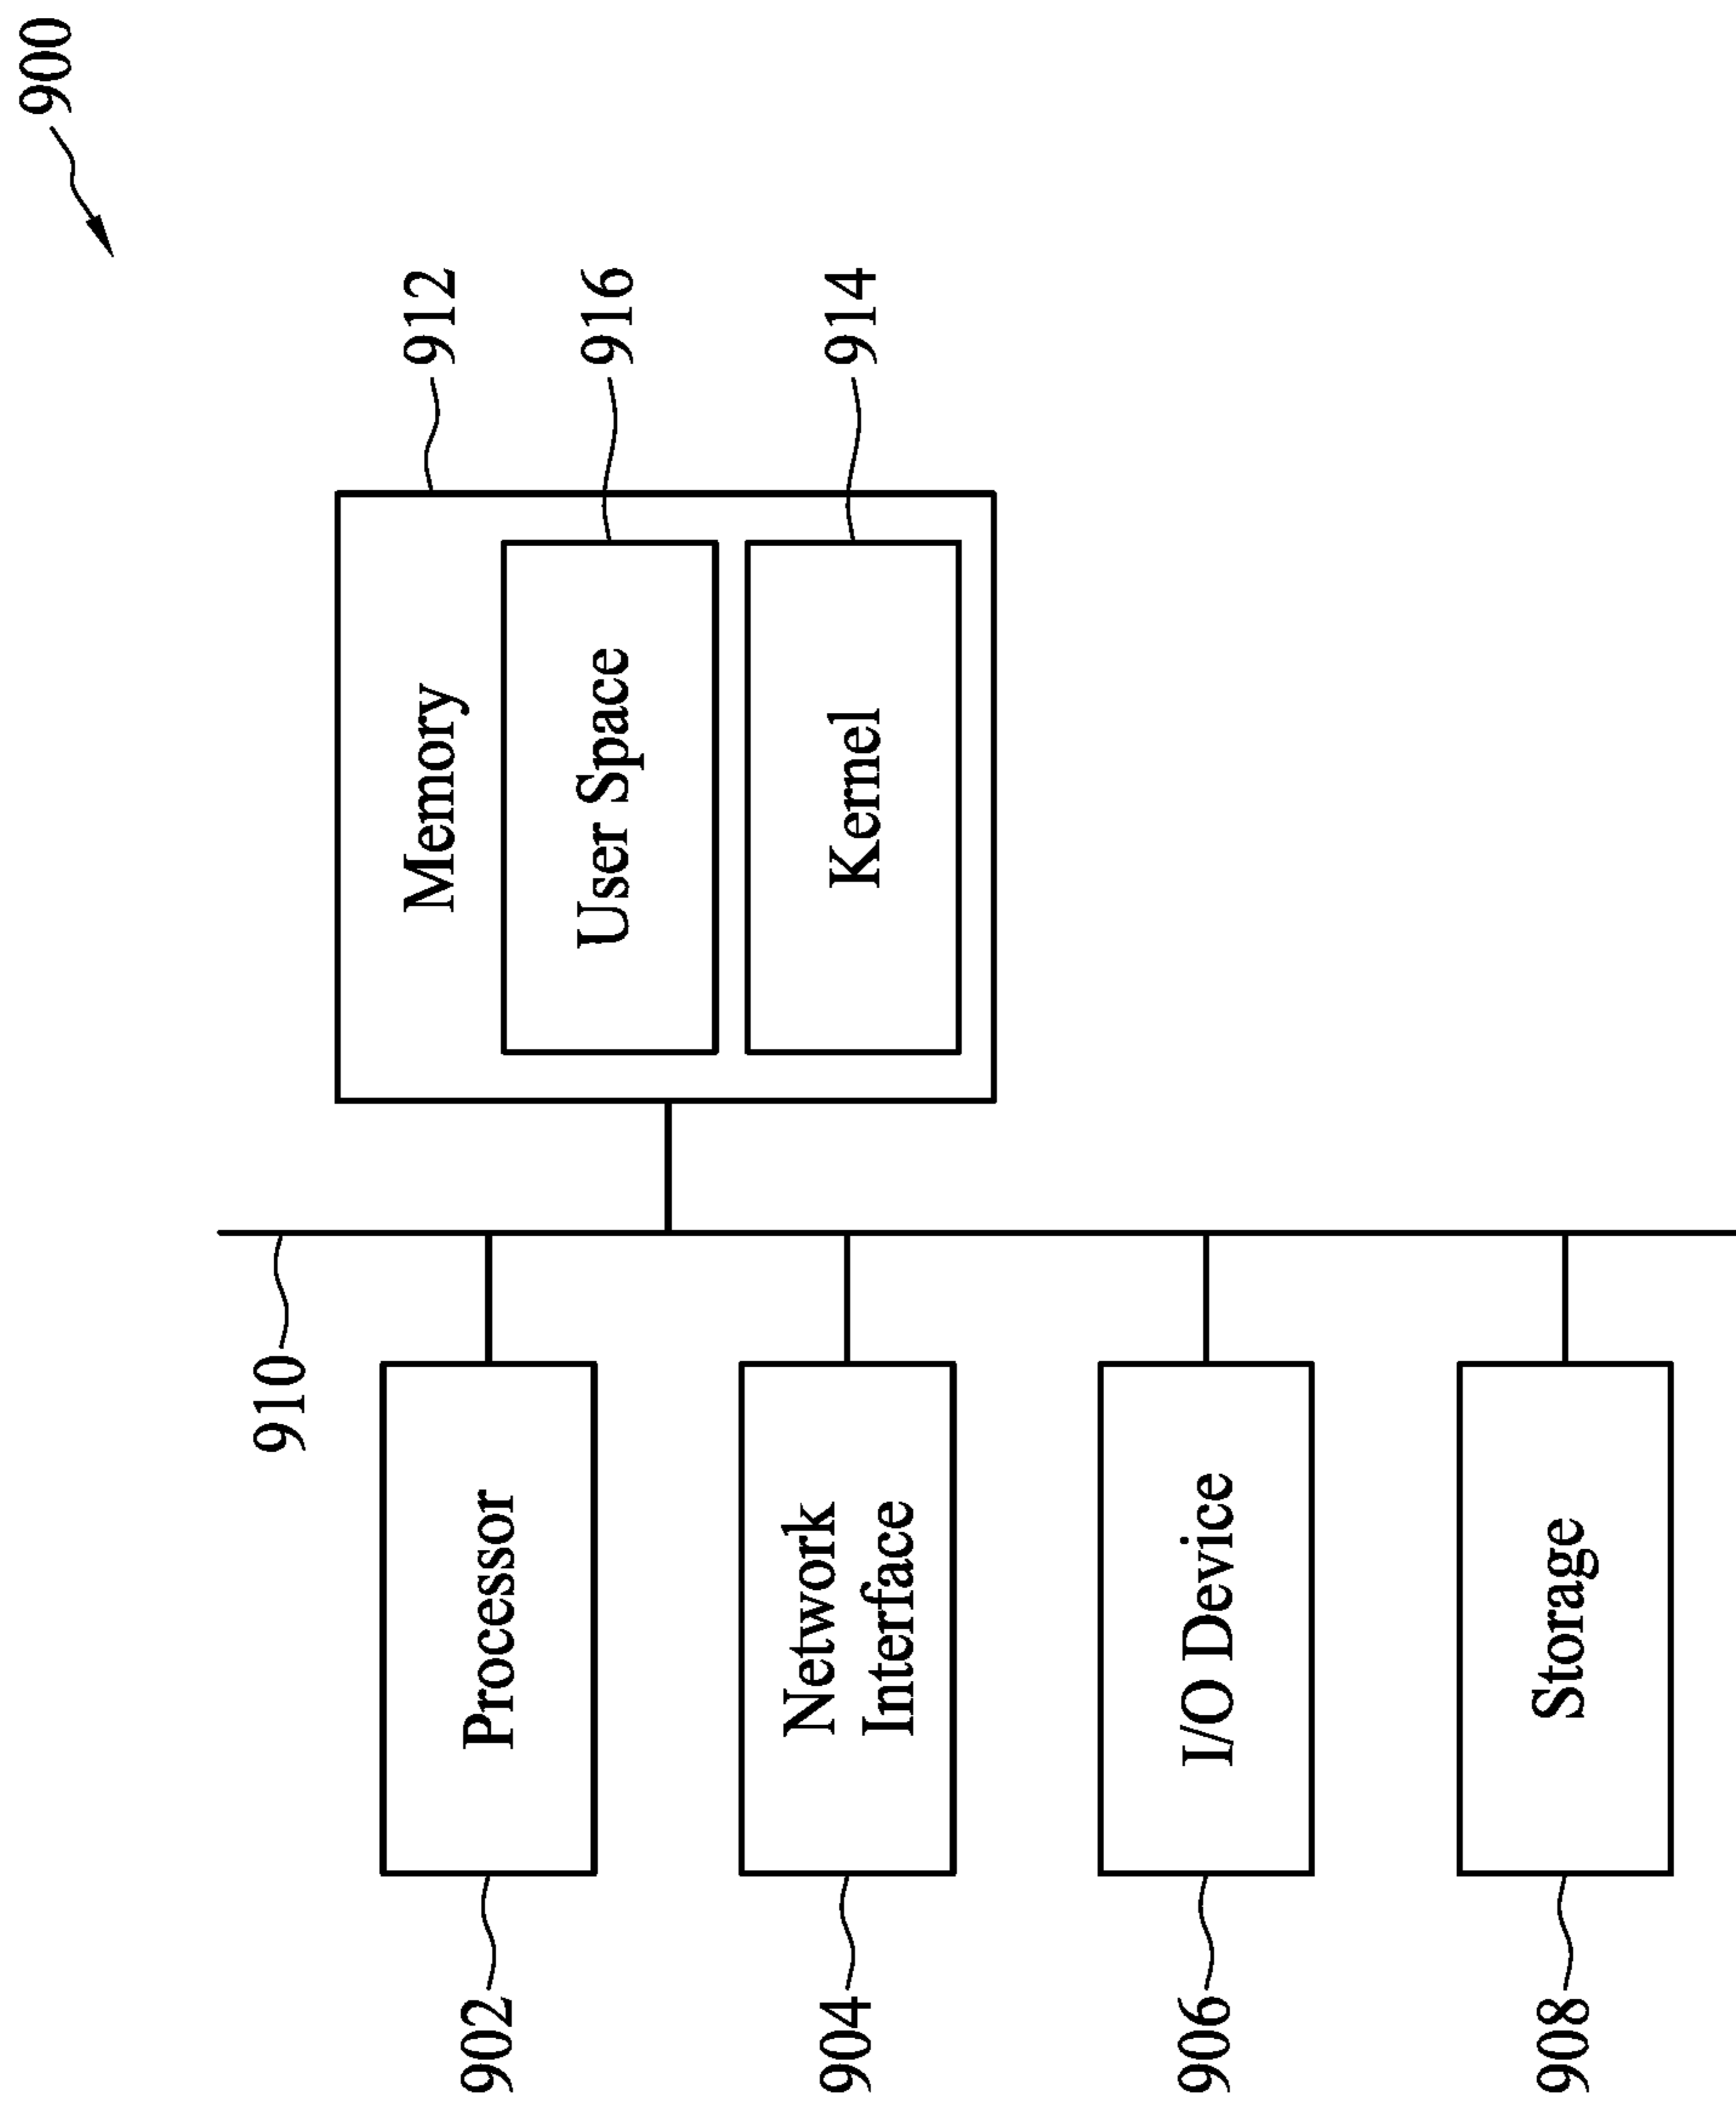 900
912
Memory
916
User Space
914
Kernel
910
902
Processor
904
Network
Interface
906
I/O Device
908
Storage